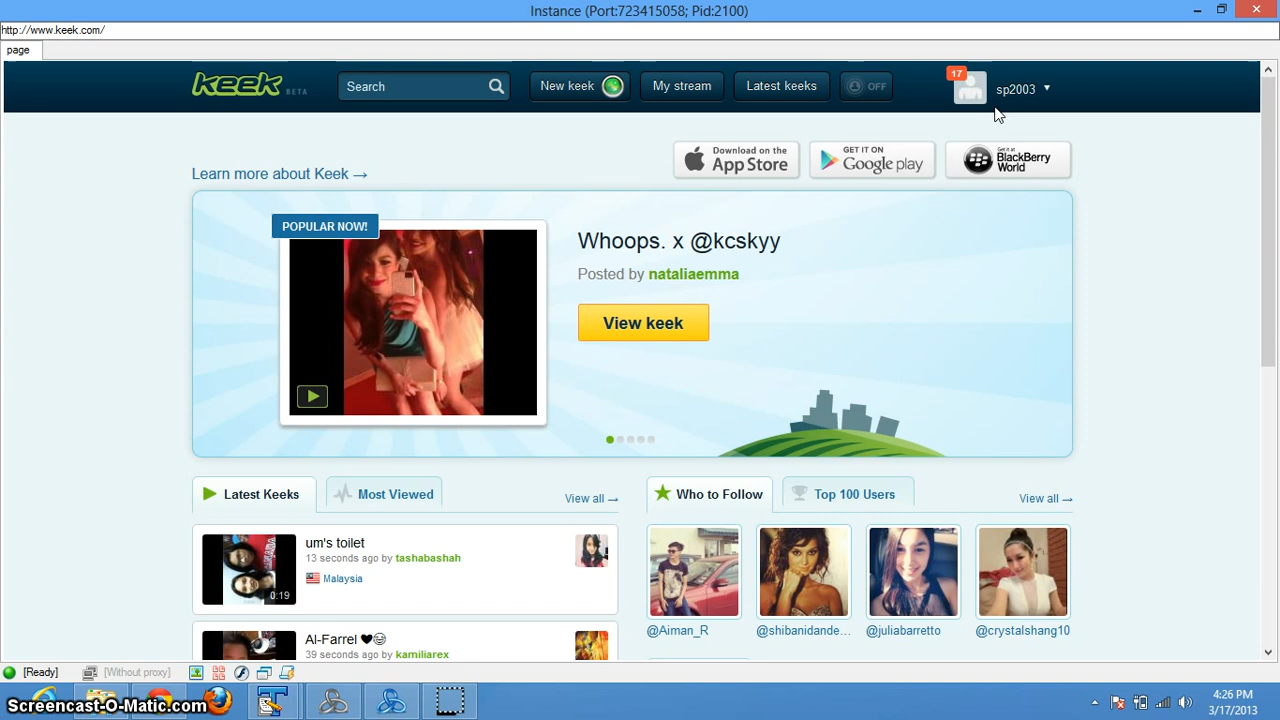 Instance (Port:723415058; Pid:2100)
http://www.keek.com/
page
keek BETA
Search
New keek
My stream
Latest keeks
OFF
17
sp2003
Learn more about Keek →
Download on the
App Store
GET IT ON
Google play
Get it at
BlackBerry
World
POPULAR NOW!
Whoops. x @kcskyy
Posted by nataliaemma
View keek
Latest Keeks
Most Viewed
View all →
Who to Follow
Top 100 Users
View all →
um's toilet
13 seconds ago by tashabashah
Malaysia
0:19
Al-Farrel ❤😂
39 seconds ago by kamiliarex
@Aiman_R
@shibanidande...
@juliabarretto
@crystalshang10
[Ready]
[Without proxy]
Screencast-O-Matic.com
4:26 PM
3/17/2013